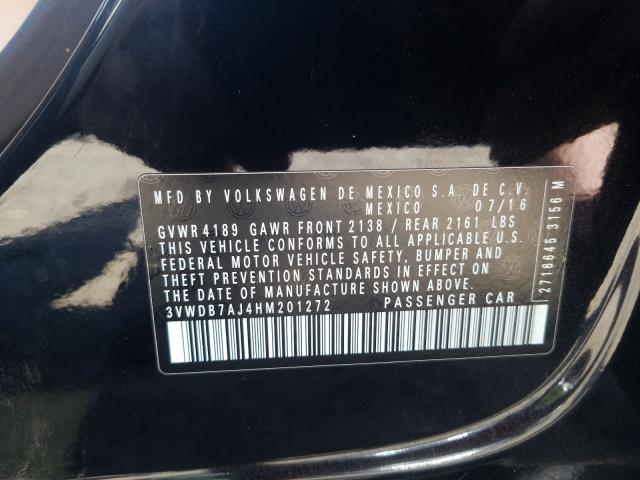 MFD BY VOLKSWAGEN DE MEXICO S.A. DE C.V.
MEXICO 07/16
GVWR 4189 GAWR FRONT 2138 / REAR 2161 LBS
THIS VEHICLE CONFORMS TO ALL APPLICABLE U.S.
FEDERAL MOTOR VEHICLE SAFETY, BUMPER AND
THEFT PREVENTION STANDARDS IN EFFECT ON
THE DATE OF MANUFACTURE SHOWN ABOVE.
3VWDB7AJ4HM201272 PASSENGER CAR
2716646 3156 M